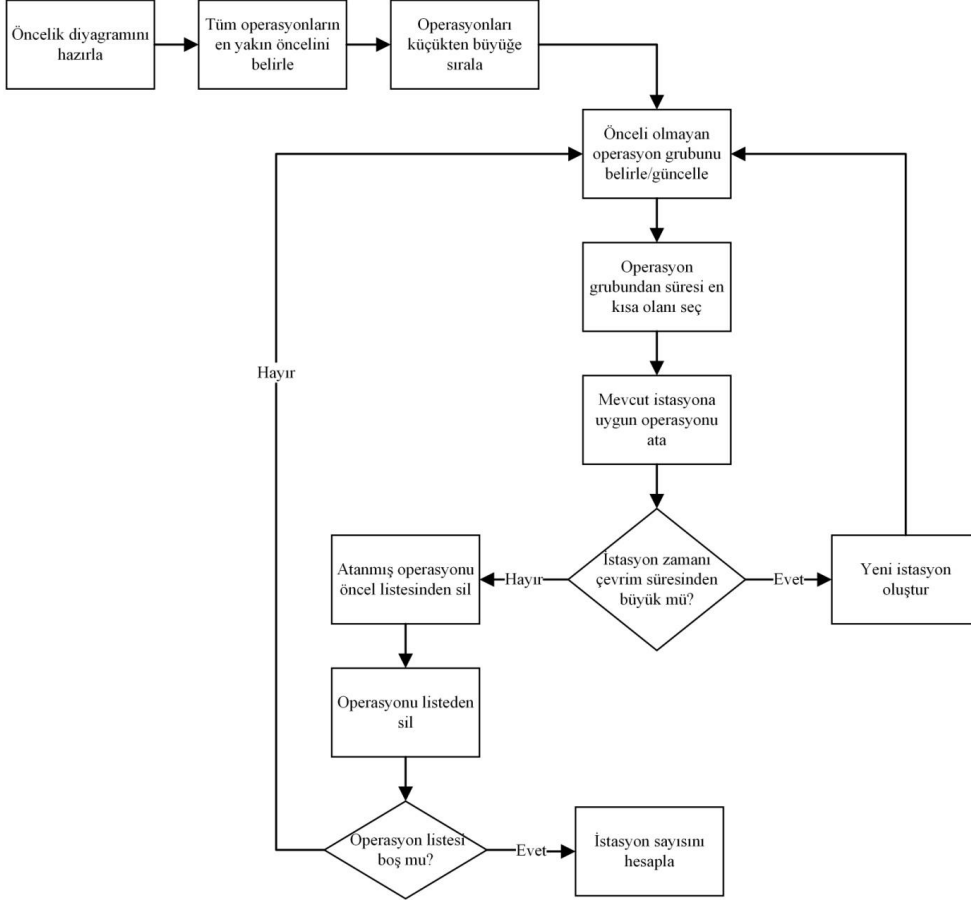 Öncelik diyagramını
hazırla
Tüm operasyonların
en yakın öncelini
belirle
Operasyonları
küçükten büyüğe
sırala
Önceli olmayan
operasyon grubunu
belirle/güncelle
Operasyon
grubundan süresi en
kısa olanı seç
Hayır
Mevcut istasyona
uygun operasyonu
ata
İstasyon zamanı
çevrim süresinden
büyük mü?
Hayır
Evet
Atanmış operasyonu
öncel listesinden sil
Yeni istasyon
oluştur
Operasyonu listeden
sil
Operasyon listesi
boş mu?
Evet
İstasyon sayısını
hesapla